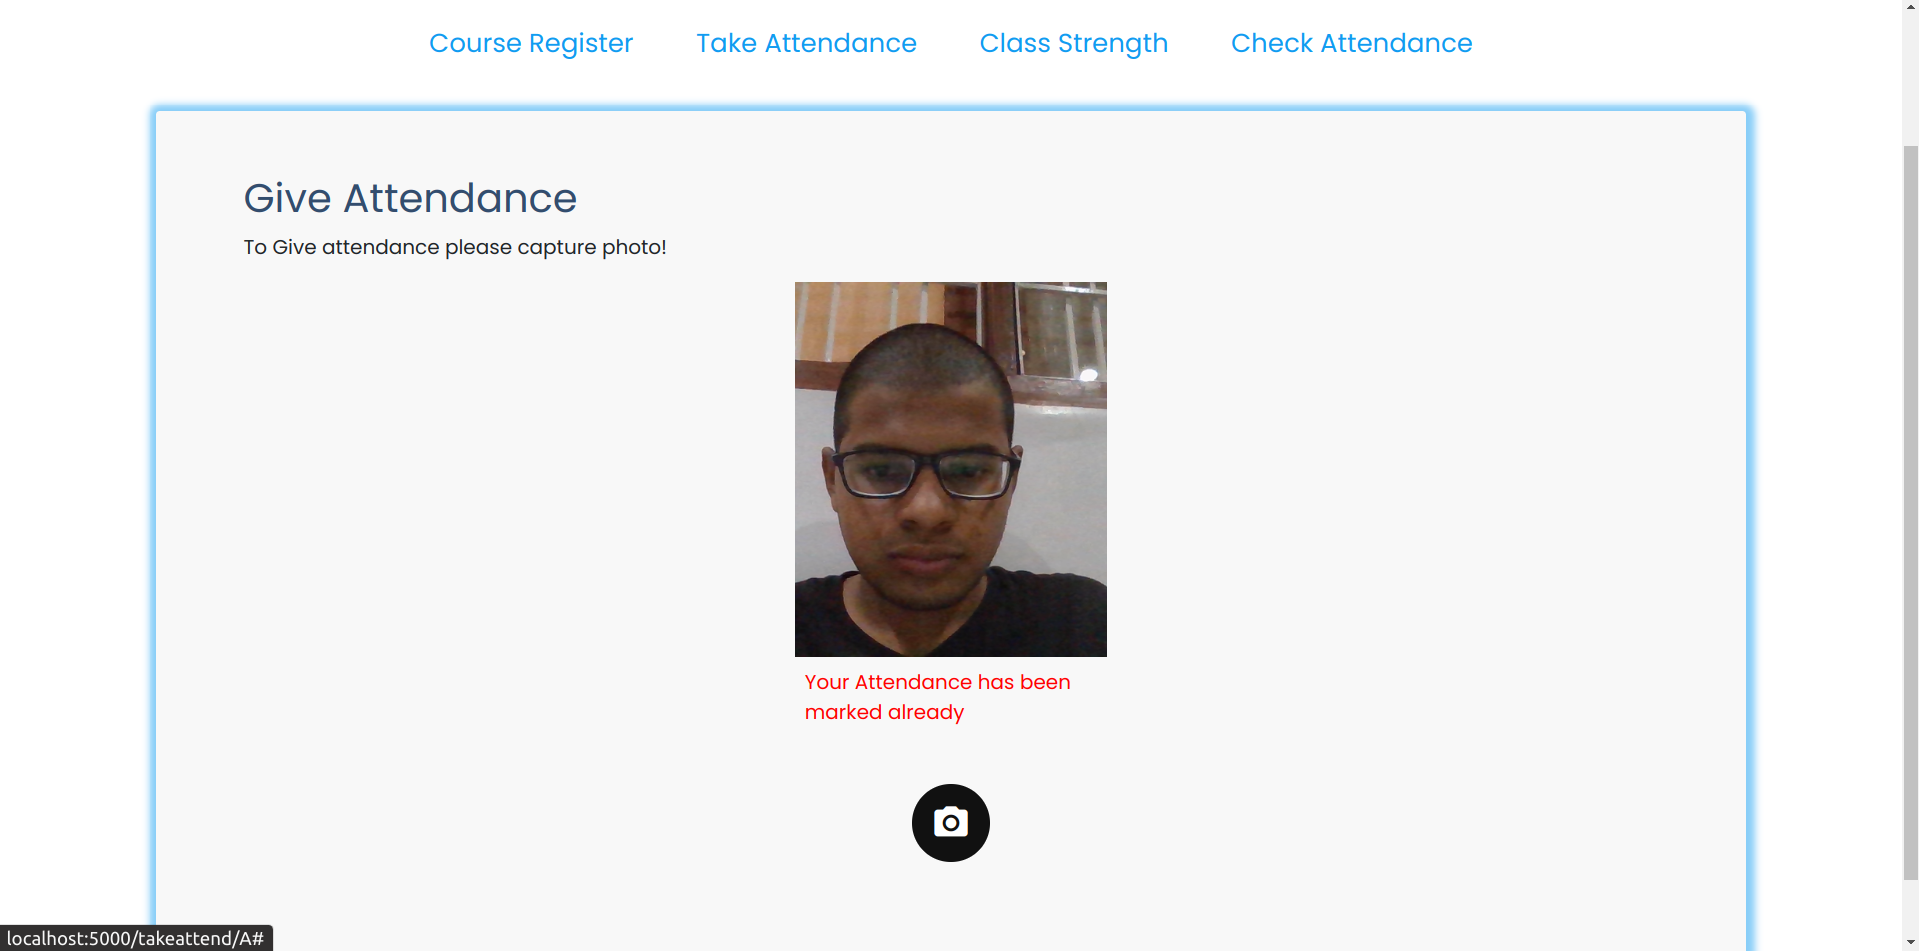 Course Register Take Attendance Class Strength Check Attendance
Give Attendance
To Give attendance please capture photo!
Your Attendance has been
marked already
localhost:5000/takeattend/A#